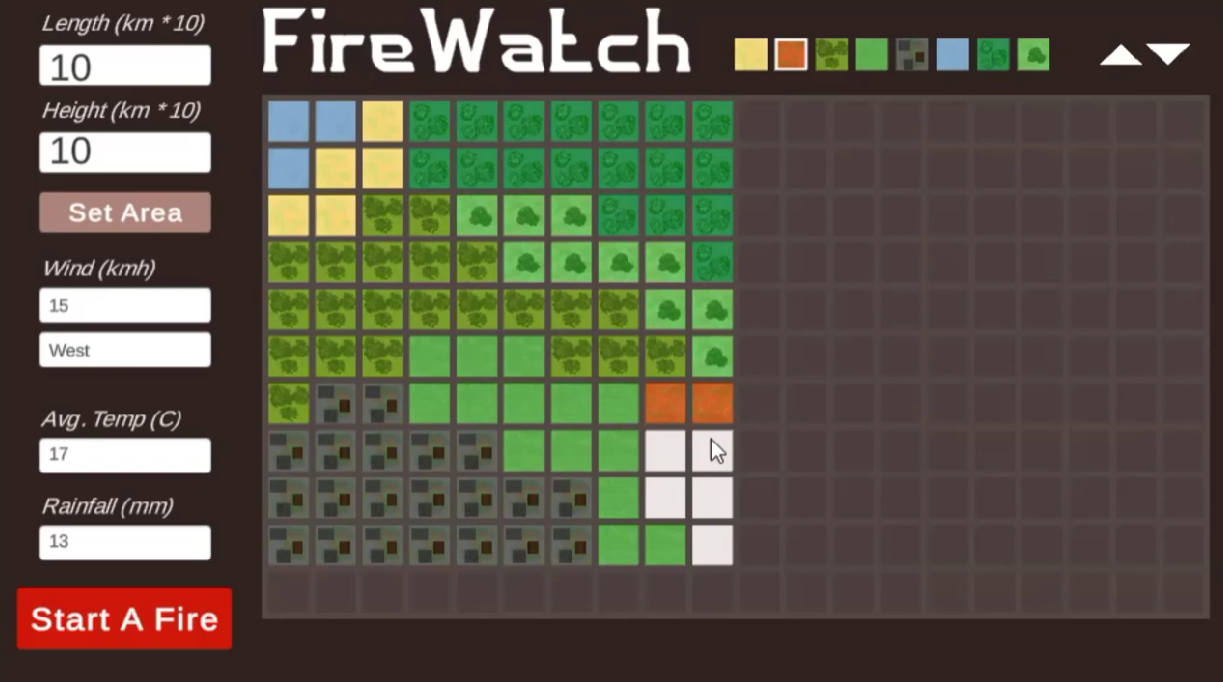 Length (km *10)
10
Height (km *10)
10
Set Area
Wind (kmh)
15
West
Avg. Temp (C)
17
Rainfall (mm)
13
Start A Fire
FireWatch